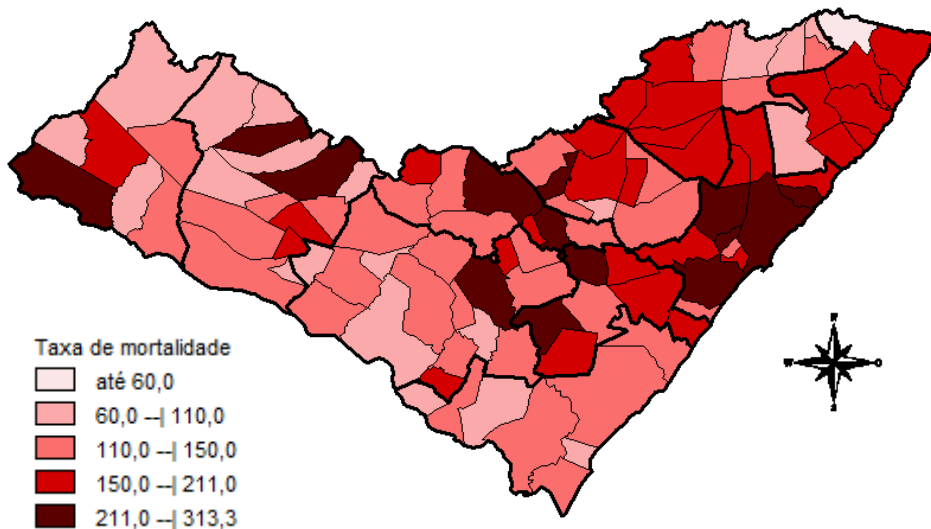 Taxa de mortalidade
até 60,0
60,0 --| 110,0
110,0 --| 150,0
150,0 --| 211,0
211,0 --| 313,3